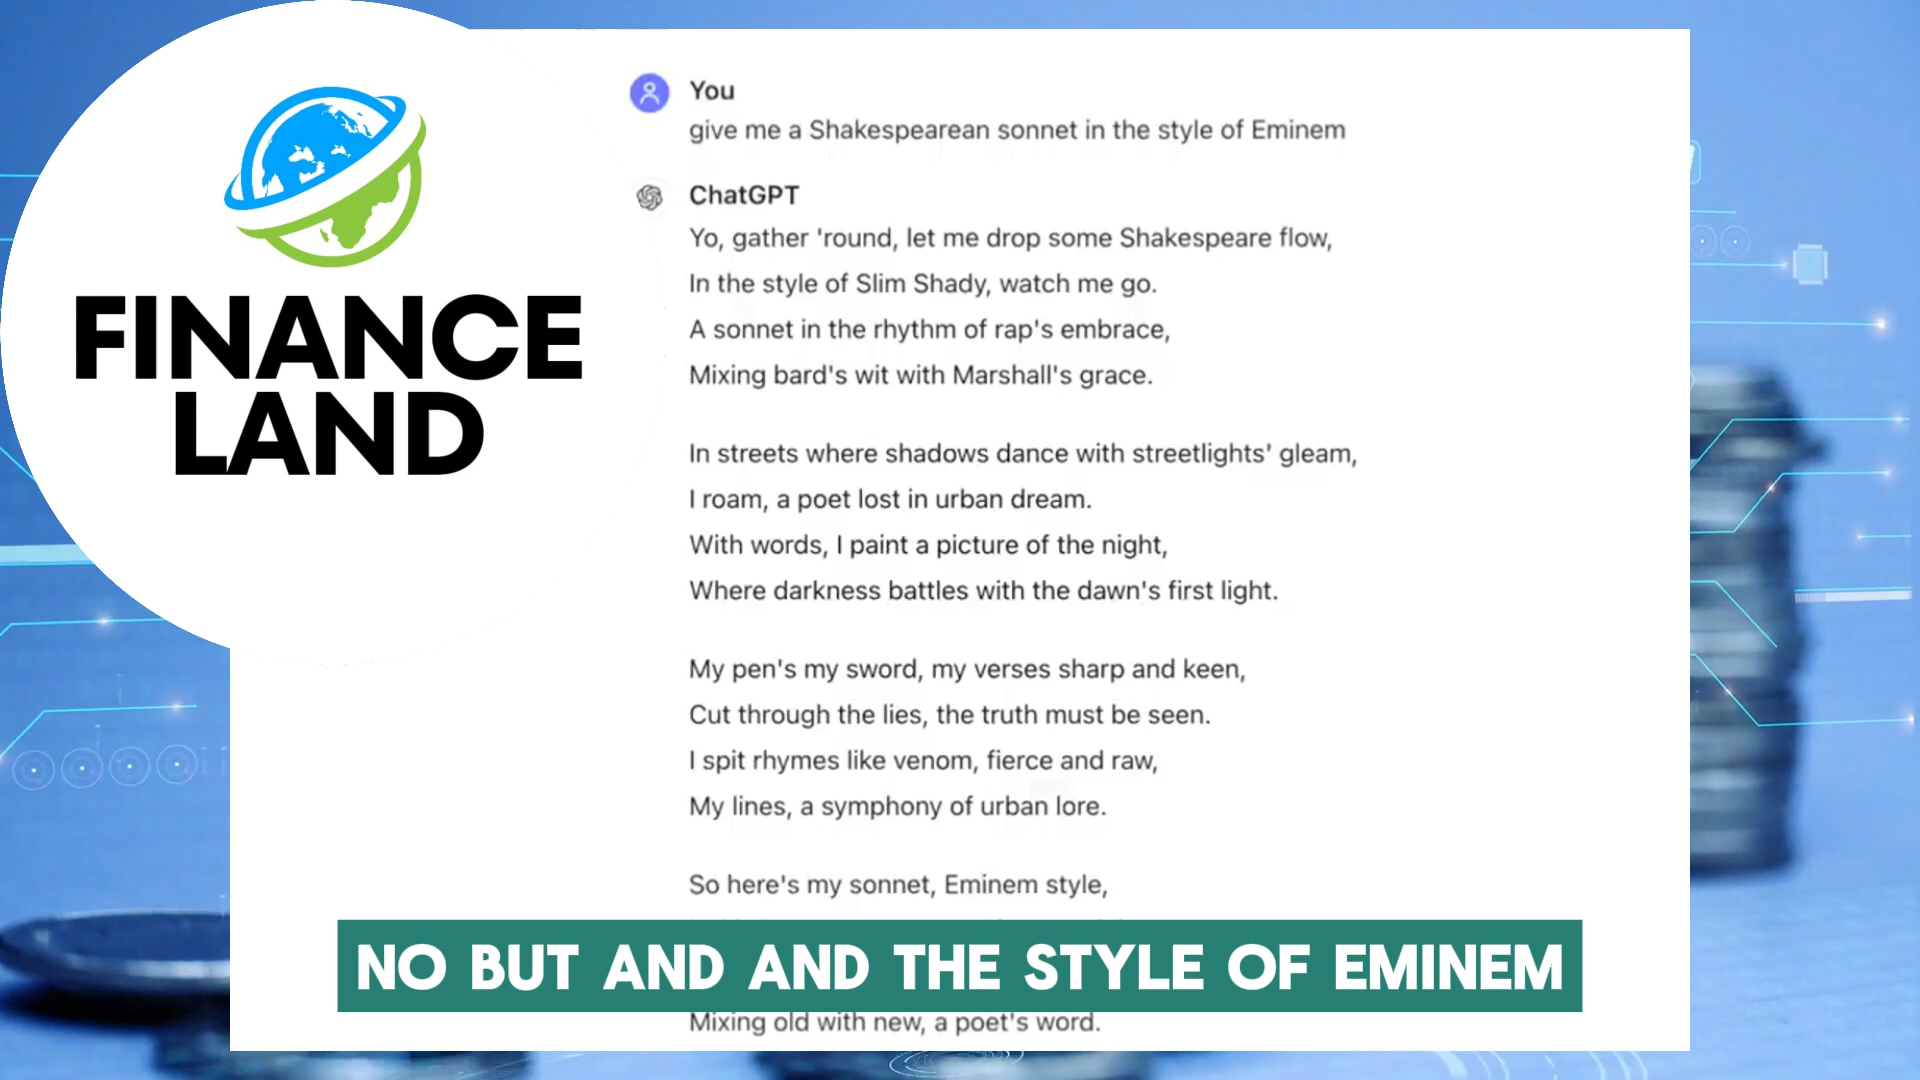 FINANCE
LAND
You
give me a Shakespearean sonnet in the style of Eminem
ChatGPT
Yo, gather 'round, let me drop some Shakespeare flow,
In the style of Slim Shady, watch me go.
A sonnet in the rhythm of rap's embrace,
Mixing bard's wit with Marshall's grace.
In streets where shadows dance with streetlights' gleam,
I roam, a poet lost in urban dream.
With words, I paint a picture of the night,
Where darkness battles with the dawn's first light.
My pen's my sword, my verses sharp and keen,
Cut through the lies, the truth must be seen.
I spit rhymes like venom, fierce and raw,
My lines, a symphony of urban lore.
So here's my sonnet, Eminem style,
NO BUT AND AND THE STYLE OF EMINEM
Mixing old with new, a poet's word.